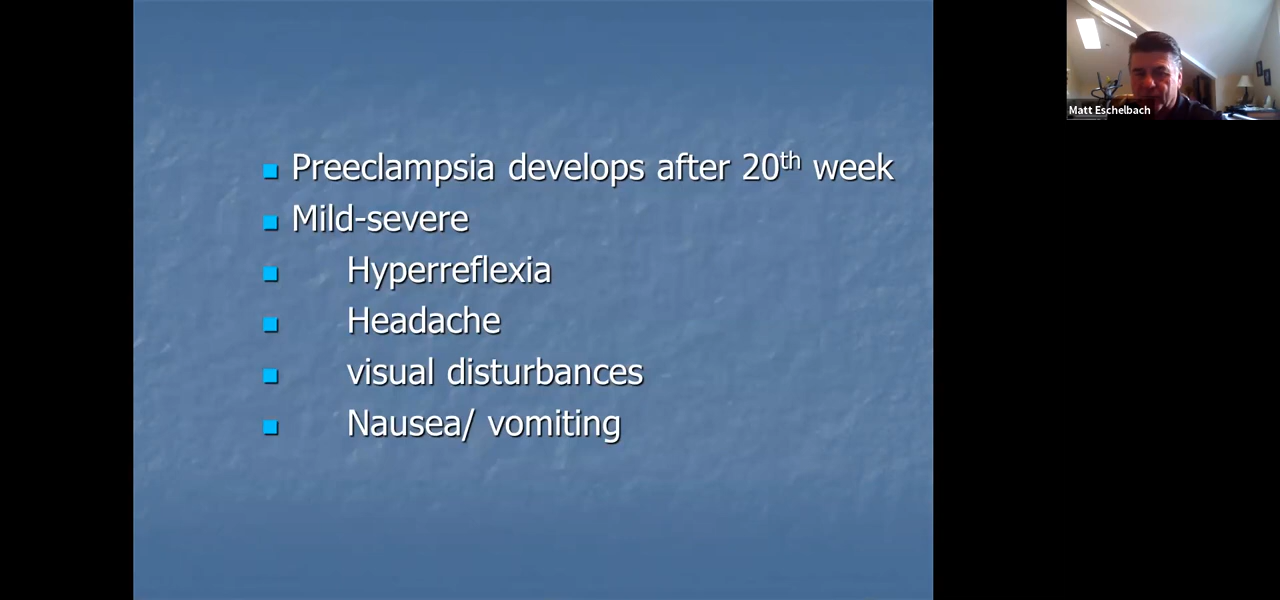 Preeclampsia develops after 20th week
Mild-severe
Hyperreflexia
Headache
visual disturbances
Nausea/ vomiting
Matt Eschelbach